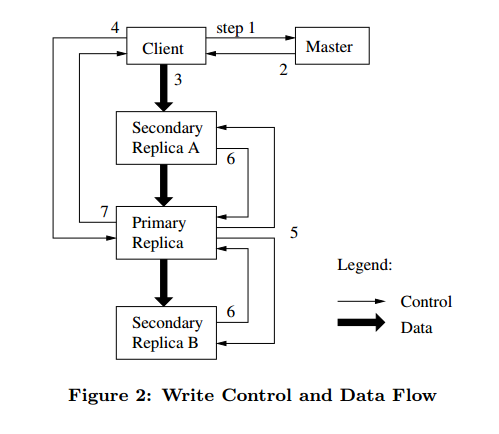 4
step 1
Client
Master
2
3
Secondary
Replica A
6
7
Primary
Replica
5
Legend:
Control
6
Secondary
Replica B
Data
Figure 2: Write Control and Data Flow